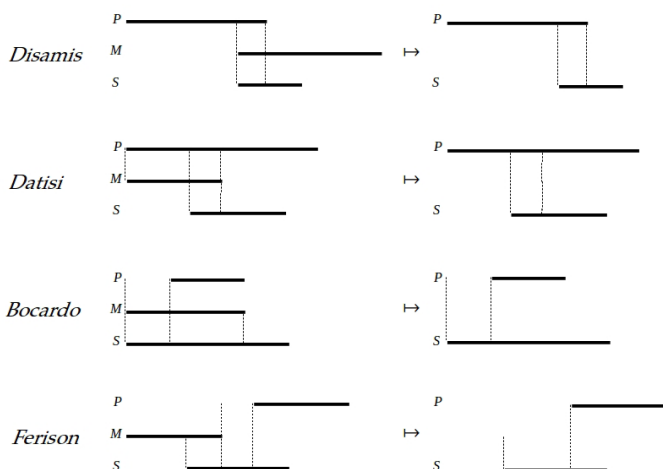 P P
Disamis M ↦
S
S
P P
Datisi M ↦
S S
P P
Bocardo M ↦
S S
P P
Ferison M ↦
S S